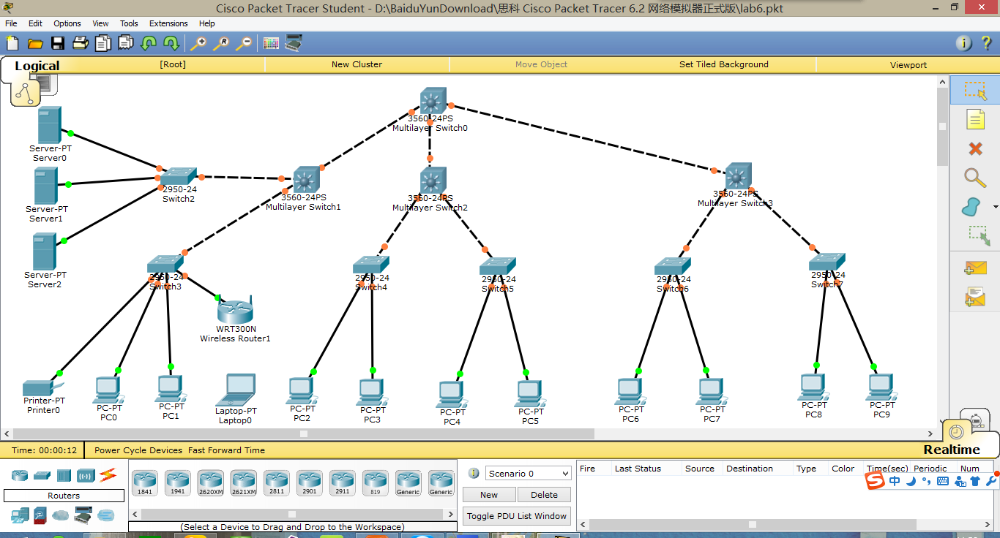 Cisco Packet Tracer Student - D:\BaiduYunDownload\思科 Cisco Packet Tracer 6.2 网络模拟器正式版\lab6.pkt
File Edit Options View Tools Extensions Help
Logical [Root] New Cluster Move Object Set Tiled Background Viewport
3560-24PS
Multilayer Switch0
Server-PT
Server0
2950-24
Switch2
3560-24PS
Multilayer Switch1
3560-24PS
Multilayer Switch2
3560-24PS
Multilayer Switch3
Server-PT
Server1
Server-PT
Server2
2950-24
Switch3
2950-24
Switch4
2950-24
Switch5
2950-24
Switch6
2950-24
Switch7
WRT300N
Wireless Router1
Printer-PT
Printer0
PC-PT
PC0
PC-PT
PC1
Laptop-PT
Laptop0
PC-PT
PC2
PC-PT
PC3
PC-PT
PC4
PC-PT
PC5
PC-PT
PC6
PC-PT
PC7
PC-PT
PC8
PC-PT
PC9
Time: 00:00:12 Power Cycle Devices Fast Forward Time Realtime
Routers
1841 1941 2620XM 2621XM 2811 2901 2911 819 Generic Generic
(Select a Device to Drag and Drop to the Workspace)
Scenario 0
New Delete
Toggle PDU List Window
Fire Last Status Source Destination Type Color Time(sec) Periodic Num
中